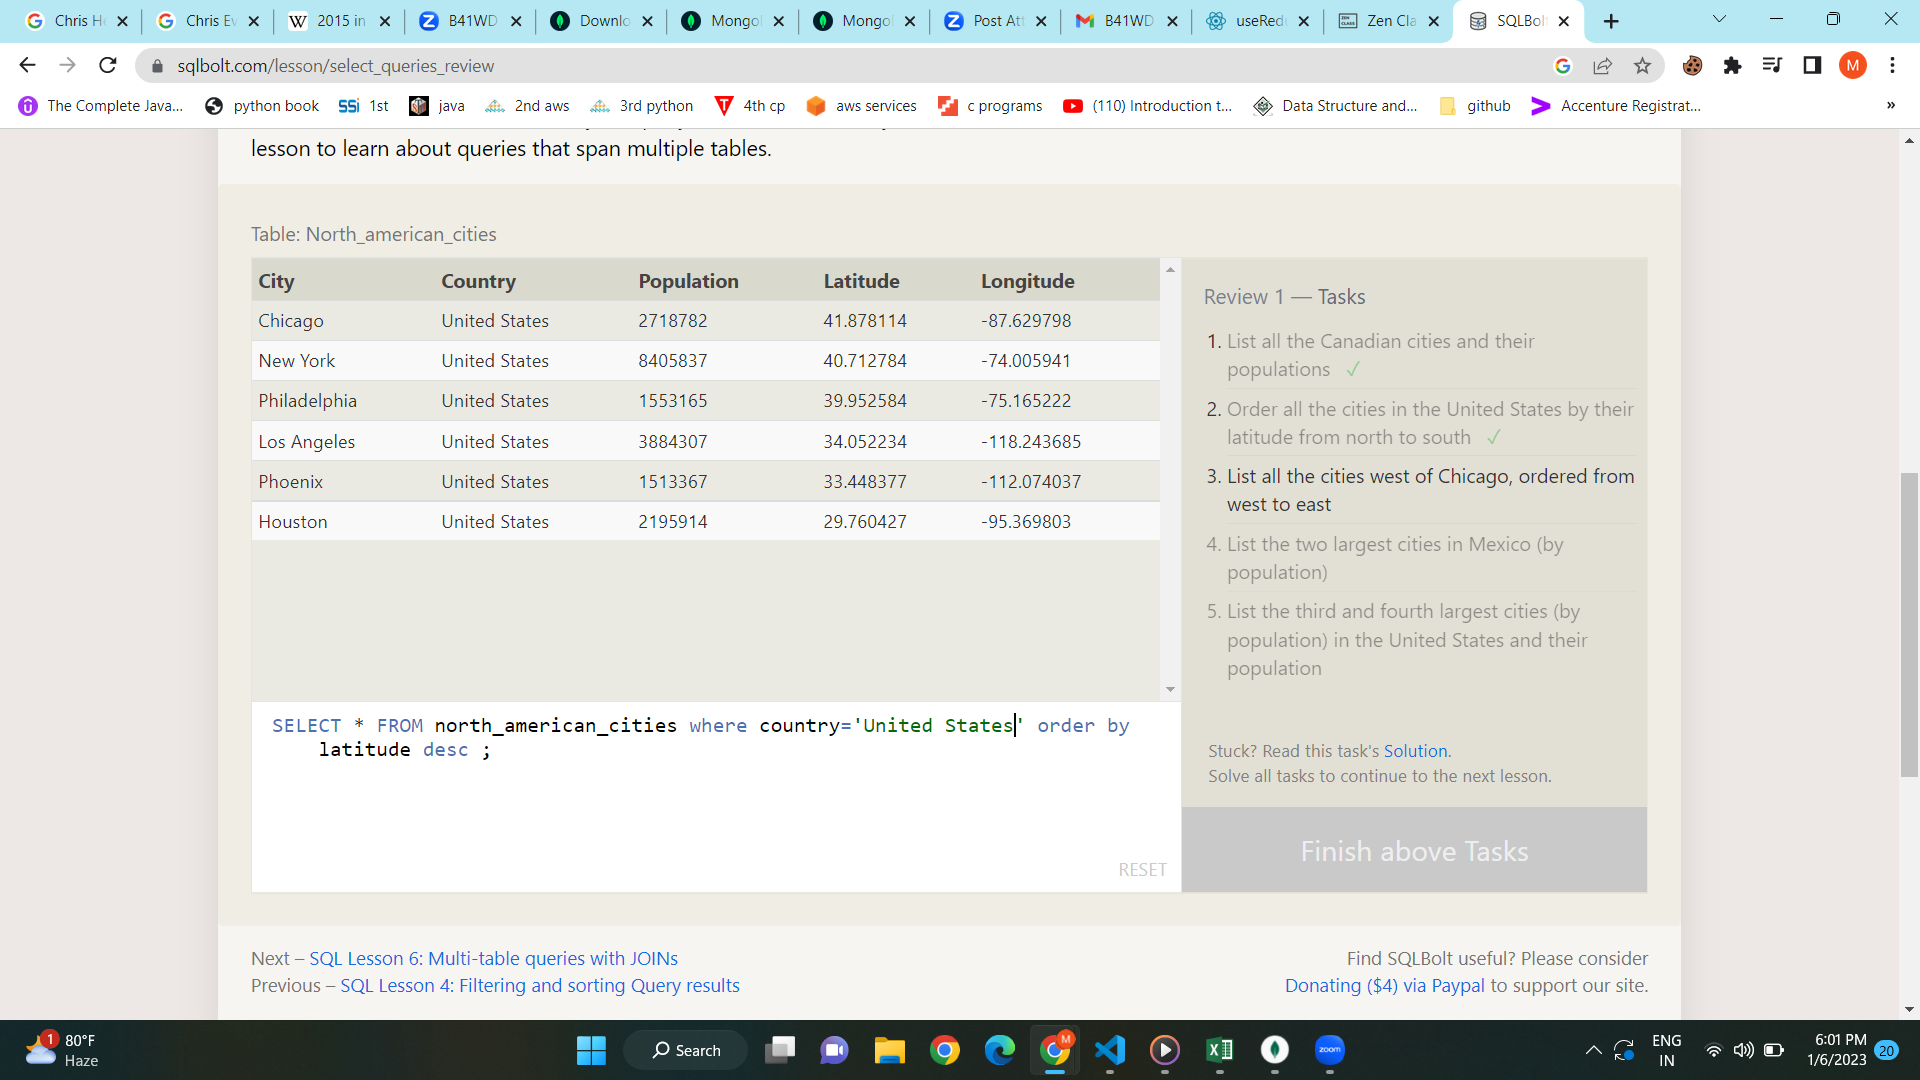 Chris He
Chris Ev
2015 in
B41WD
Downlo
Mongo
Mongo
Post Att
B41WD
useRed
Zen Cla
SQLBolt
sqlbolt.com/lesson/select_queries_review
M
The Complete Java...
python book
SSi 1st
java
2nd aws
3rd python
4th cp
aws services
c programs
(110) Introduction t...
Data Structure and...
github
Accenture Registrat...
»
lesson to learn about queries that span multiple tables.
Table: North_american_cities
City Country Population Latitude Longitude
Chicago United States 2718782 41.878114 -87.629798
New York United States 8405837 40.712784 -74.005941
Philadelphia United States 1553165 39.952584 -75.165222
Los Angeles United States 3884307 34.052234 -118.243685
Phoenix United States 1513367 33.448377 -112.074037
Houston United States 2195914 29.760427 -95.369803
SELECT * FROM north_american_cities where country='United States' order by
latitude desc ;
RESET
Review 1 — Tasks
1. List all the Canadian cities and their
populations ✓
2. Order all the cities in the United States by their
latitude from north to south ✓
3. List all the cities west of Chicago, ordered from
west to east
4. List the two largest cities in Mexico (by
population)
5. List the third and fourth largest cities (by
population) in the United States and their
population
Stuck? Read this task's Solution.
Solve all tasks to continue to the next lesson.
Finish above Tasks
Next – SQL Lesson 6: Multi-table queries with JOINs
Previous – SQL Lesson 4: Filtering and sorting Query results
Find SQLBolt useful? Please consider
Donating ($4) via Paypal to support our site.
1
80°F
Haze
Search
M
zoom
ENG
IN
6:01 PM
1/6/2023
20